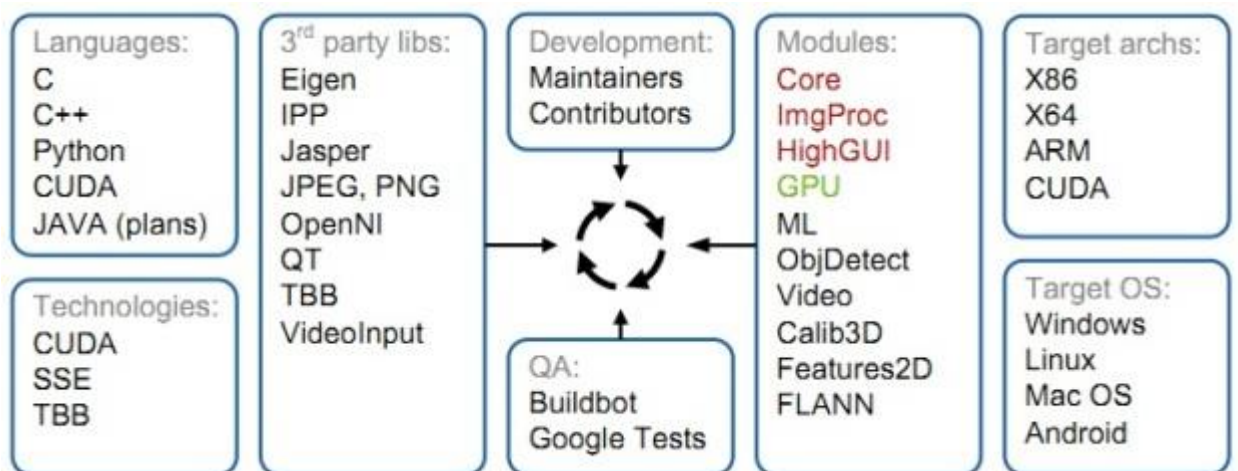 Languages:
C
C++
Python
CUDA
JAVA (plans)
Technologies:
CUDA
SSE
TBB
3rd party libs:
Eigen
IPP
Jasper
JPEG, PNG
OpenNI
QT
TBB
VideoInput
Development:
Maintainers
Contributors
QA:
Buildbot
Google Tests
Modules:
Core
ImgProc
HighGUI
GPU
ML
ObjDetect
Video
Calib3D
Features2D
FLANN
Target archs:
X86
X64
ARM
CUDA
Target OS:
Windows
Linux
Mac OS
Android